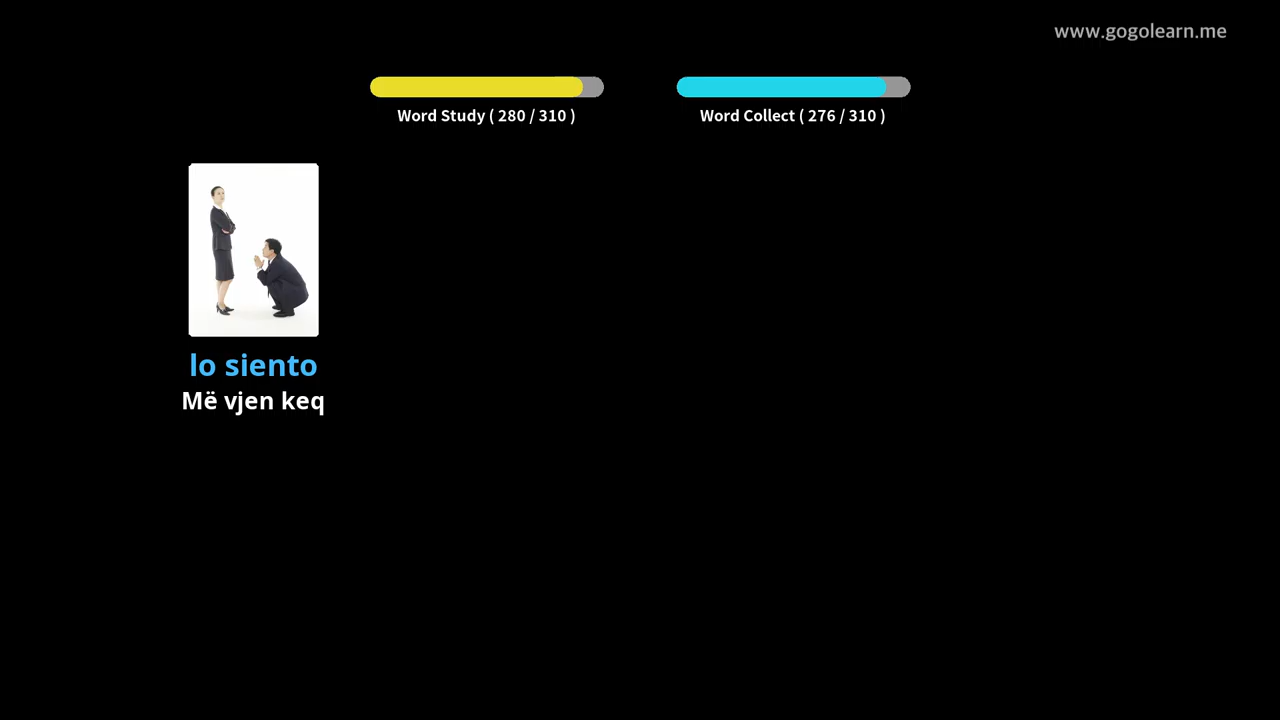 www.gogolearn.me
Word Study ( 280 / 310 )
Word Collect ( 276 / 310 )
lo siento
Më vjen keq